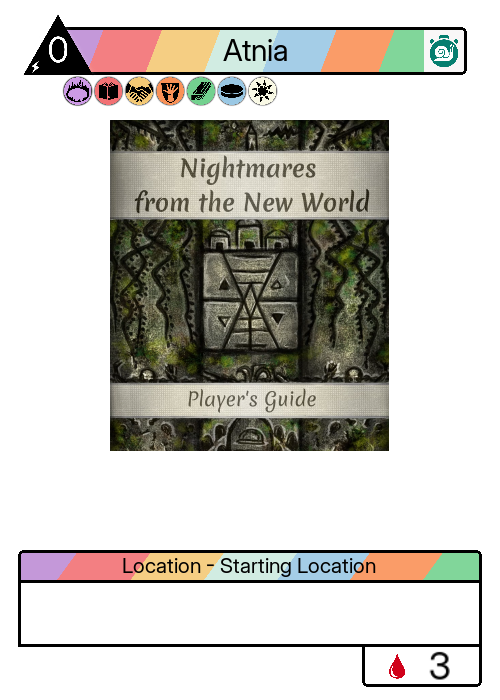 0
Atnia
Nightmares
from the New World
Player's Guide
Location - Starting Location
3